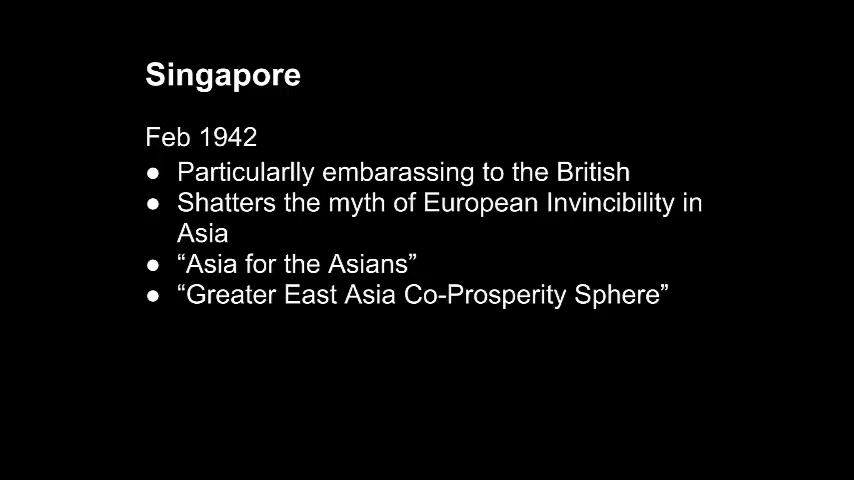 Singapore
Feb 1942
● Particularlly embarassing to the British
● Shatters the myth of European Invincibility in
Asia
● “Asia for the Asians”
● “Greater East Asia Co-Prosperity Sphere”